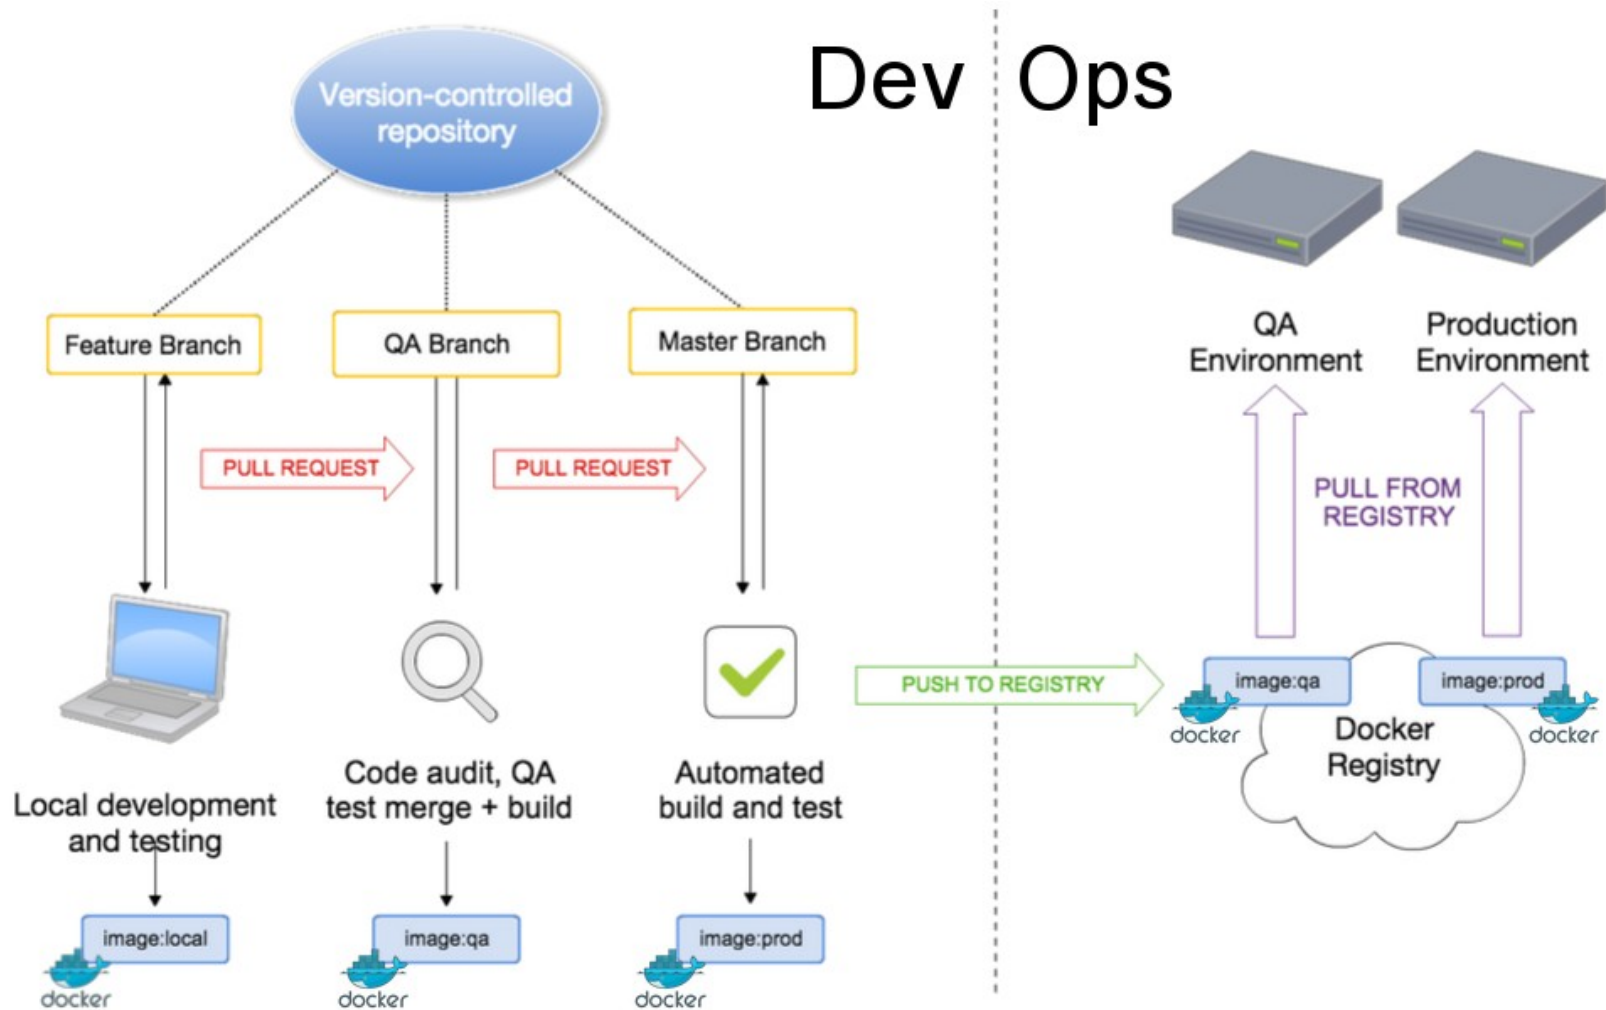 Dev Ops
Version-controlled
repository
Feature Branch
QA Branch
Master Branch
PULL REQUEST
PULL REQUEST
Local development
and testing
Code audit, QA
test merge + build
Automated
build and test
image:local
docker
image:qa
docker
image:prod
docker
PUSH TO REGISTRY
QA
Environment
Production
Environment
PULL FROM
REGISTRY
image:qa
docker
image:prod
docker
Docker
Registry